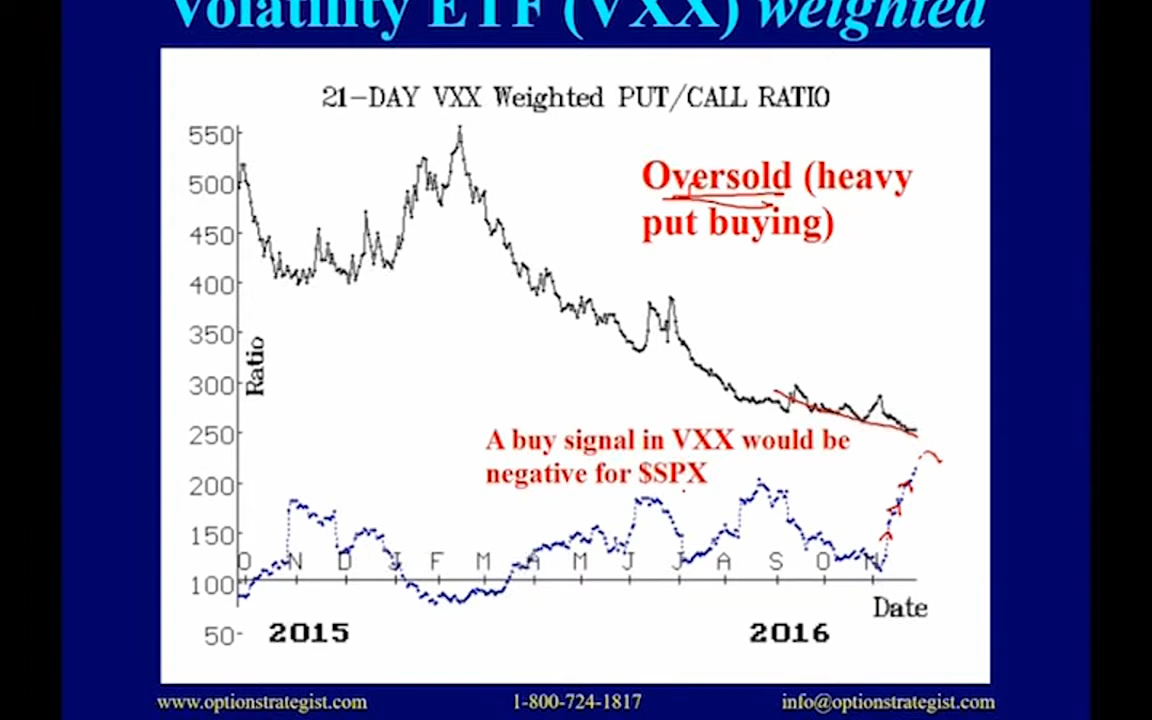 Volatility ETF (VXX) weighted
21-DAY VXX Weighted PUT/CALL RATIO
550
500
450
400
350
300
250
200
150
100
50
Ratio
Oversold (heavy
put buying)
A buy signal in VXX would be
negative for $SPX
O N D J F M A M J J A S O N
Date
2015 2016
www.optionstrategist.com 1-800-724-1817 info@optionstrategist.com